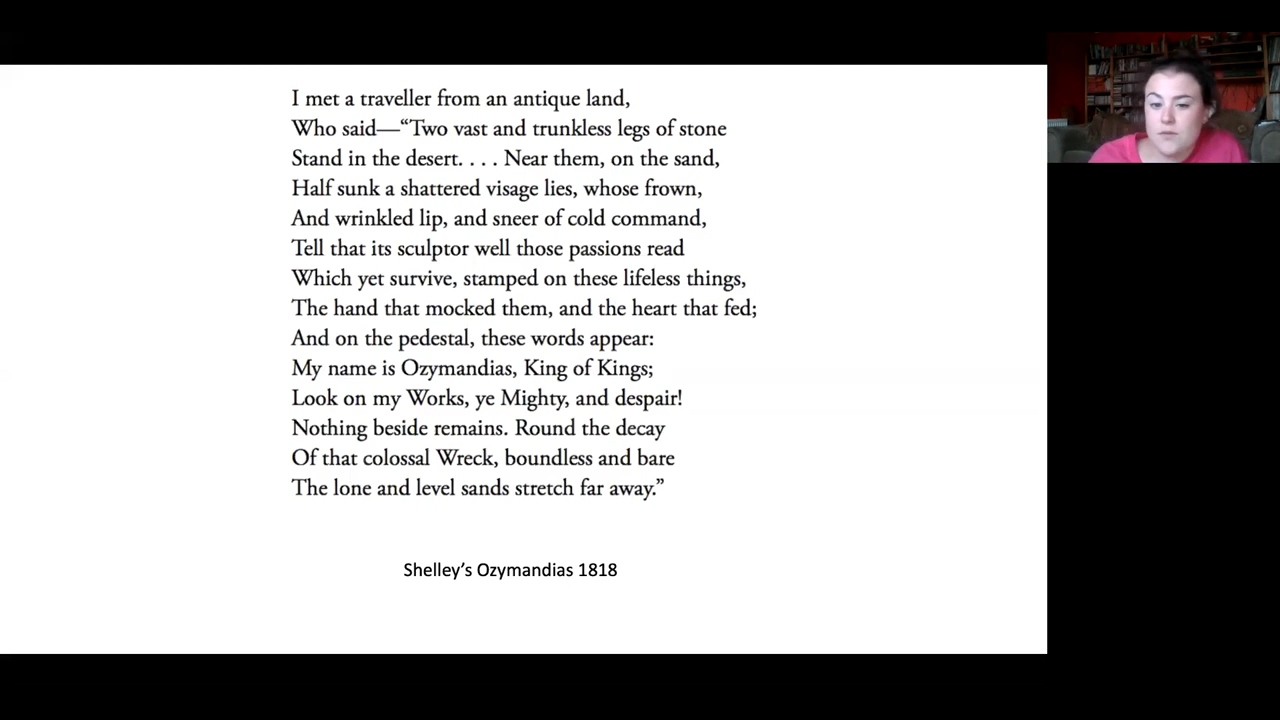 I met a traveller from an antique land,
Who said—“Two vast and trunkless legs of stone
Stand in the desert. . . . Near them, on the sand,
Half sunk a shattered visage lies, whose frown,
And wrinkled lip, and sneer of cold command,
Tell that its sculptor well those passions read
Which yet survive, stamped on these lifeless things,
The hand that mocked them, and the heart that fed;
And on the pedestal, these words appear:
My name is Ozymandias, King of Kings;
Look on my Works, ye Mighty, and despair!
Nothing beside remains. Round the decay
Of that colossal Wreck, boundless and bare
The lone and level sands stretch far away.”
Shelley’s Ozymandias 1818